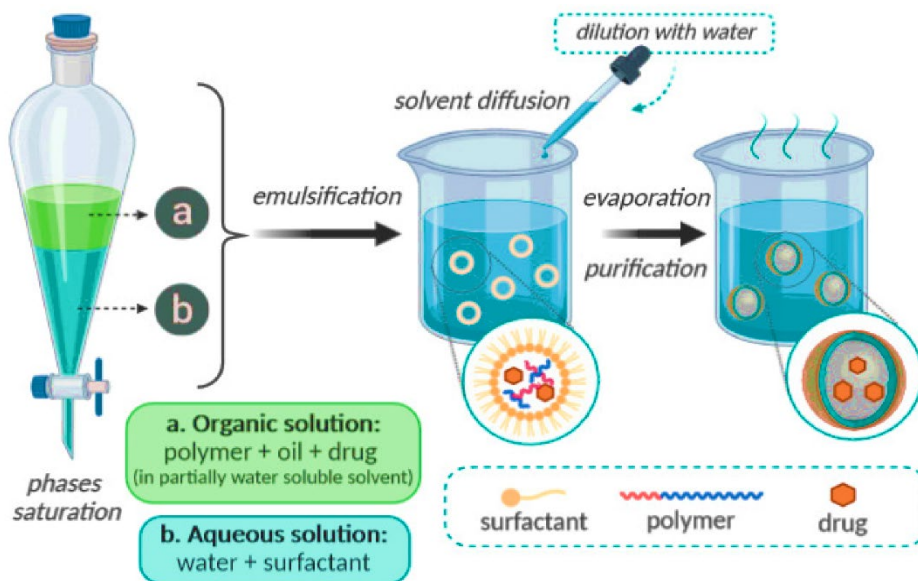 dilution with water
solvent diffusion
a
emulsification
evaporation
purification
b
phases
saturation
a. Organic solution:
polymer + oil + drug
(in partially water soluble solvent)
b. Aqueous solution:
water + surfactant
surfactant
polymer
drug